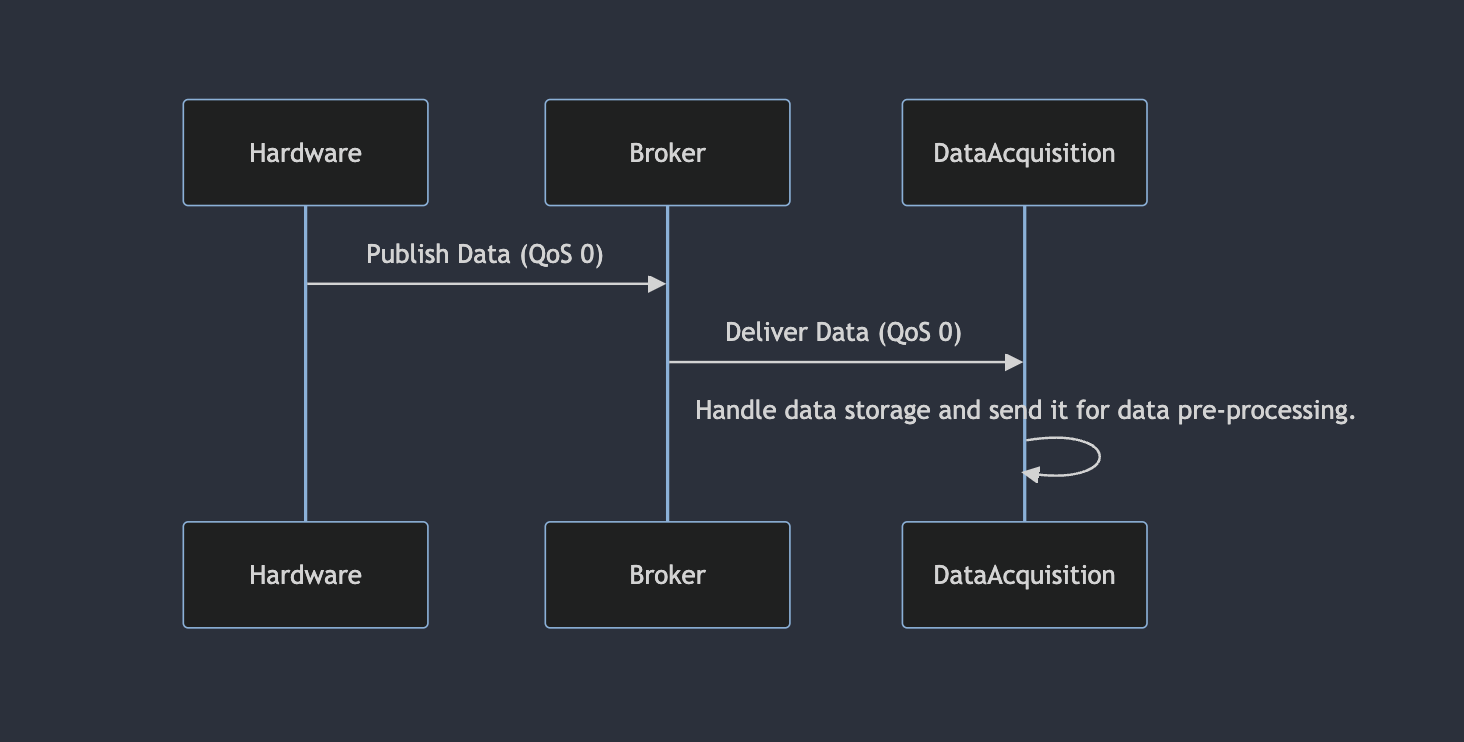 Hardware
Broker
DataAcquisition
Publish Data (QoS 0)
Deliver Data (QoS 0)
Handle data storage and send it for data pre-processing.
Hardware
Broker
DataAcquisition